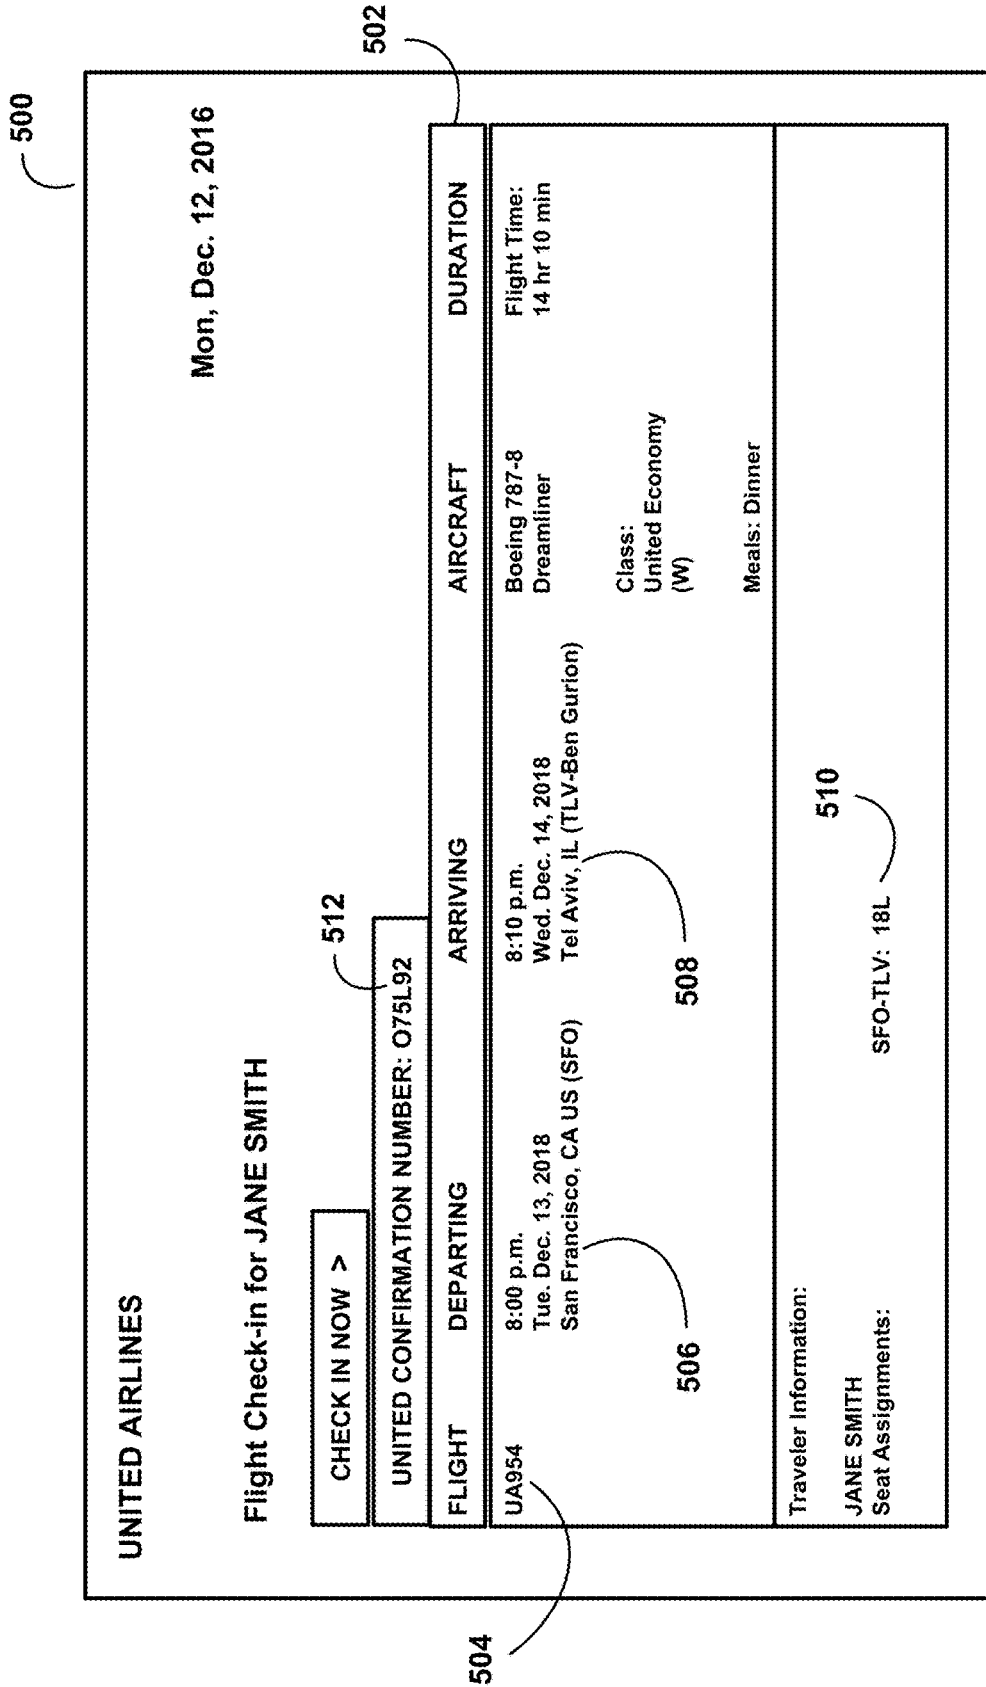 500
UNITED AIRLINES
Mon, Dec. 12, 2016
Flight Check-in for JANE SMITH
CHECK IN NOW >
512
UNITED CONFIRMATION NUMBER: O75L92
502
FLIGHT DEPARTING ARRIVING AIRCRAFT DURATION
UA954 8:00 p.m. 8:10 p.m. Boeing 787-8 Flight Time:
Tue. Dec. 13, 2018 Wed. Dec. 14, 2018 Dreamliner 14 hr 10 min
San Francisco, CA US (SFO) Tel Aviv, IL (TLV-Ben Gurion)
Class:
United Economy
(W)
504
506
508
Meals: Dinner
Traveler Information:
510
JANE SMITH
Seat Assignments: SFO-TLV: 18L